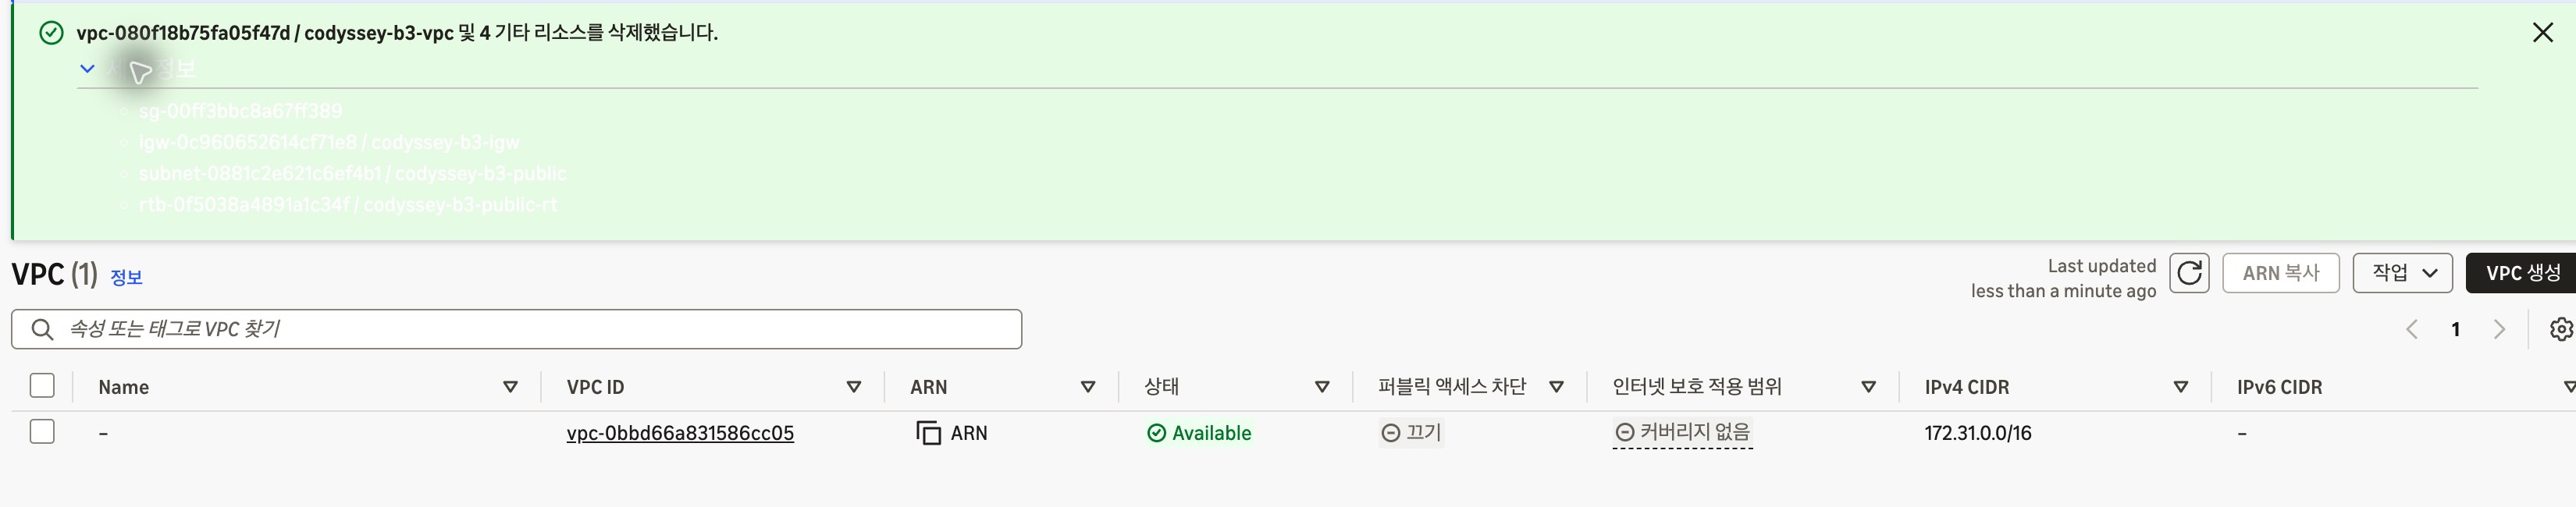 vpc-080f18b75fa05f47d / codyssey-b3-vpc 및 4 기타 리소스를 삭제했습니다.
정보
sg-00ff3bbc8a67ff389
igw-0c960652614cf71e8 / codyssey-b3-igw
subnet-0881c2e621c6ef4b1 / codyssey-b3-public
rtb-0f5038a4891a1c34f / codyssey-b3-public-rt
VPC (1) 정보
Last updated
less than a minute ago
ARN 복사
작업
VPC 생성
속성 또는 태그로 VPC 찾기
1
Name VPC ID ARN 상태 퍼블릭 액세스 차단 인터넷 보호 적용 범위 IPv4 CIDR IPv6 CIDR
– vpc-0bbd66a831586cc05 ARN Available 끄기 커버리지 없음 172.31.0.0/16 –